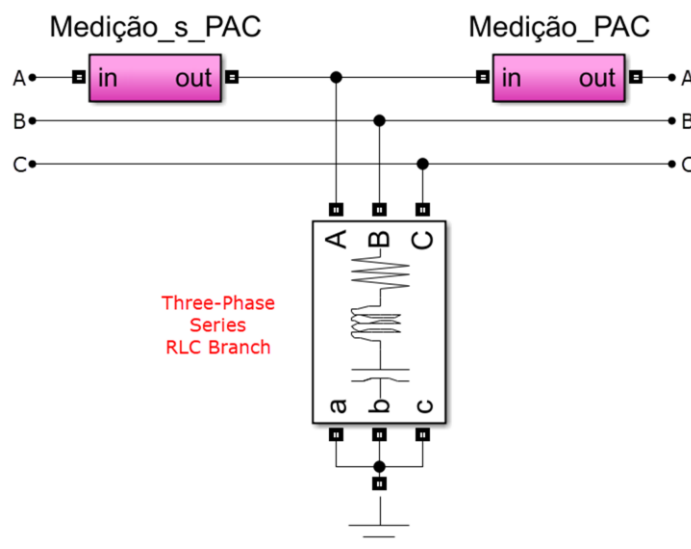 Medição_s_PAC
Medição_PAC
A in out in out A
B B
C C
A B C
Three-Phase
Series
RLC Branch
a b c